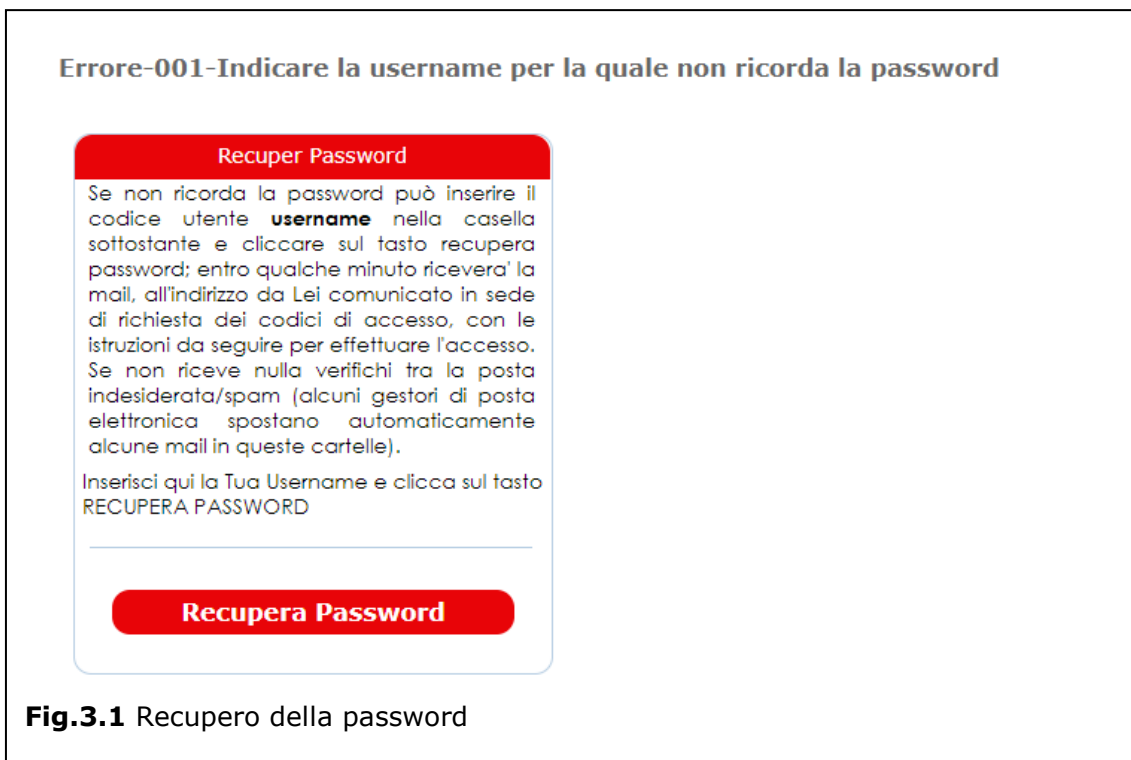 Errore-001-Indicare la username per la quale non ricorda la password
Recuper Password
Se non ricorda la password può inserire il
codice utente username nella casella
sottostante e cliccare sul tasto recupera
password; entro qualche minuto ricevera' la
mail, all'indirizzo da Lei comunicato in sede
di richiesta dei codici di accesso, con le
istruzioni da seguire per effettuare l'accesso.
Se non riceve nulla verifichi tra la posta
indesiderata/spam (alcuni gestori di posta
elettronica spostano automaticamente
alcune mail in queste cartelle).
Inserisci qui la Tua Username e clicca sul tasto
RECUPERA PASSWORD
Recupera Password
Fig.3.1 Recupero della password